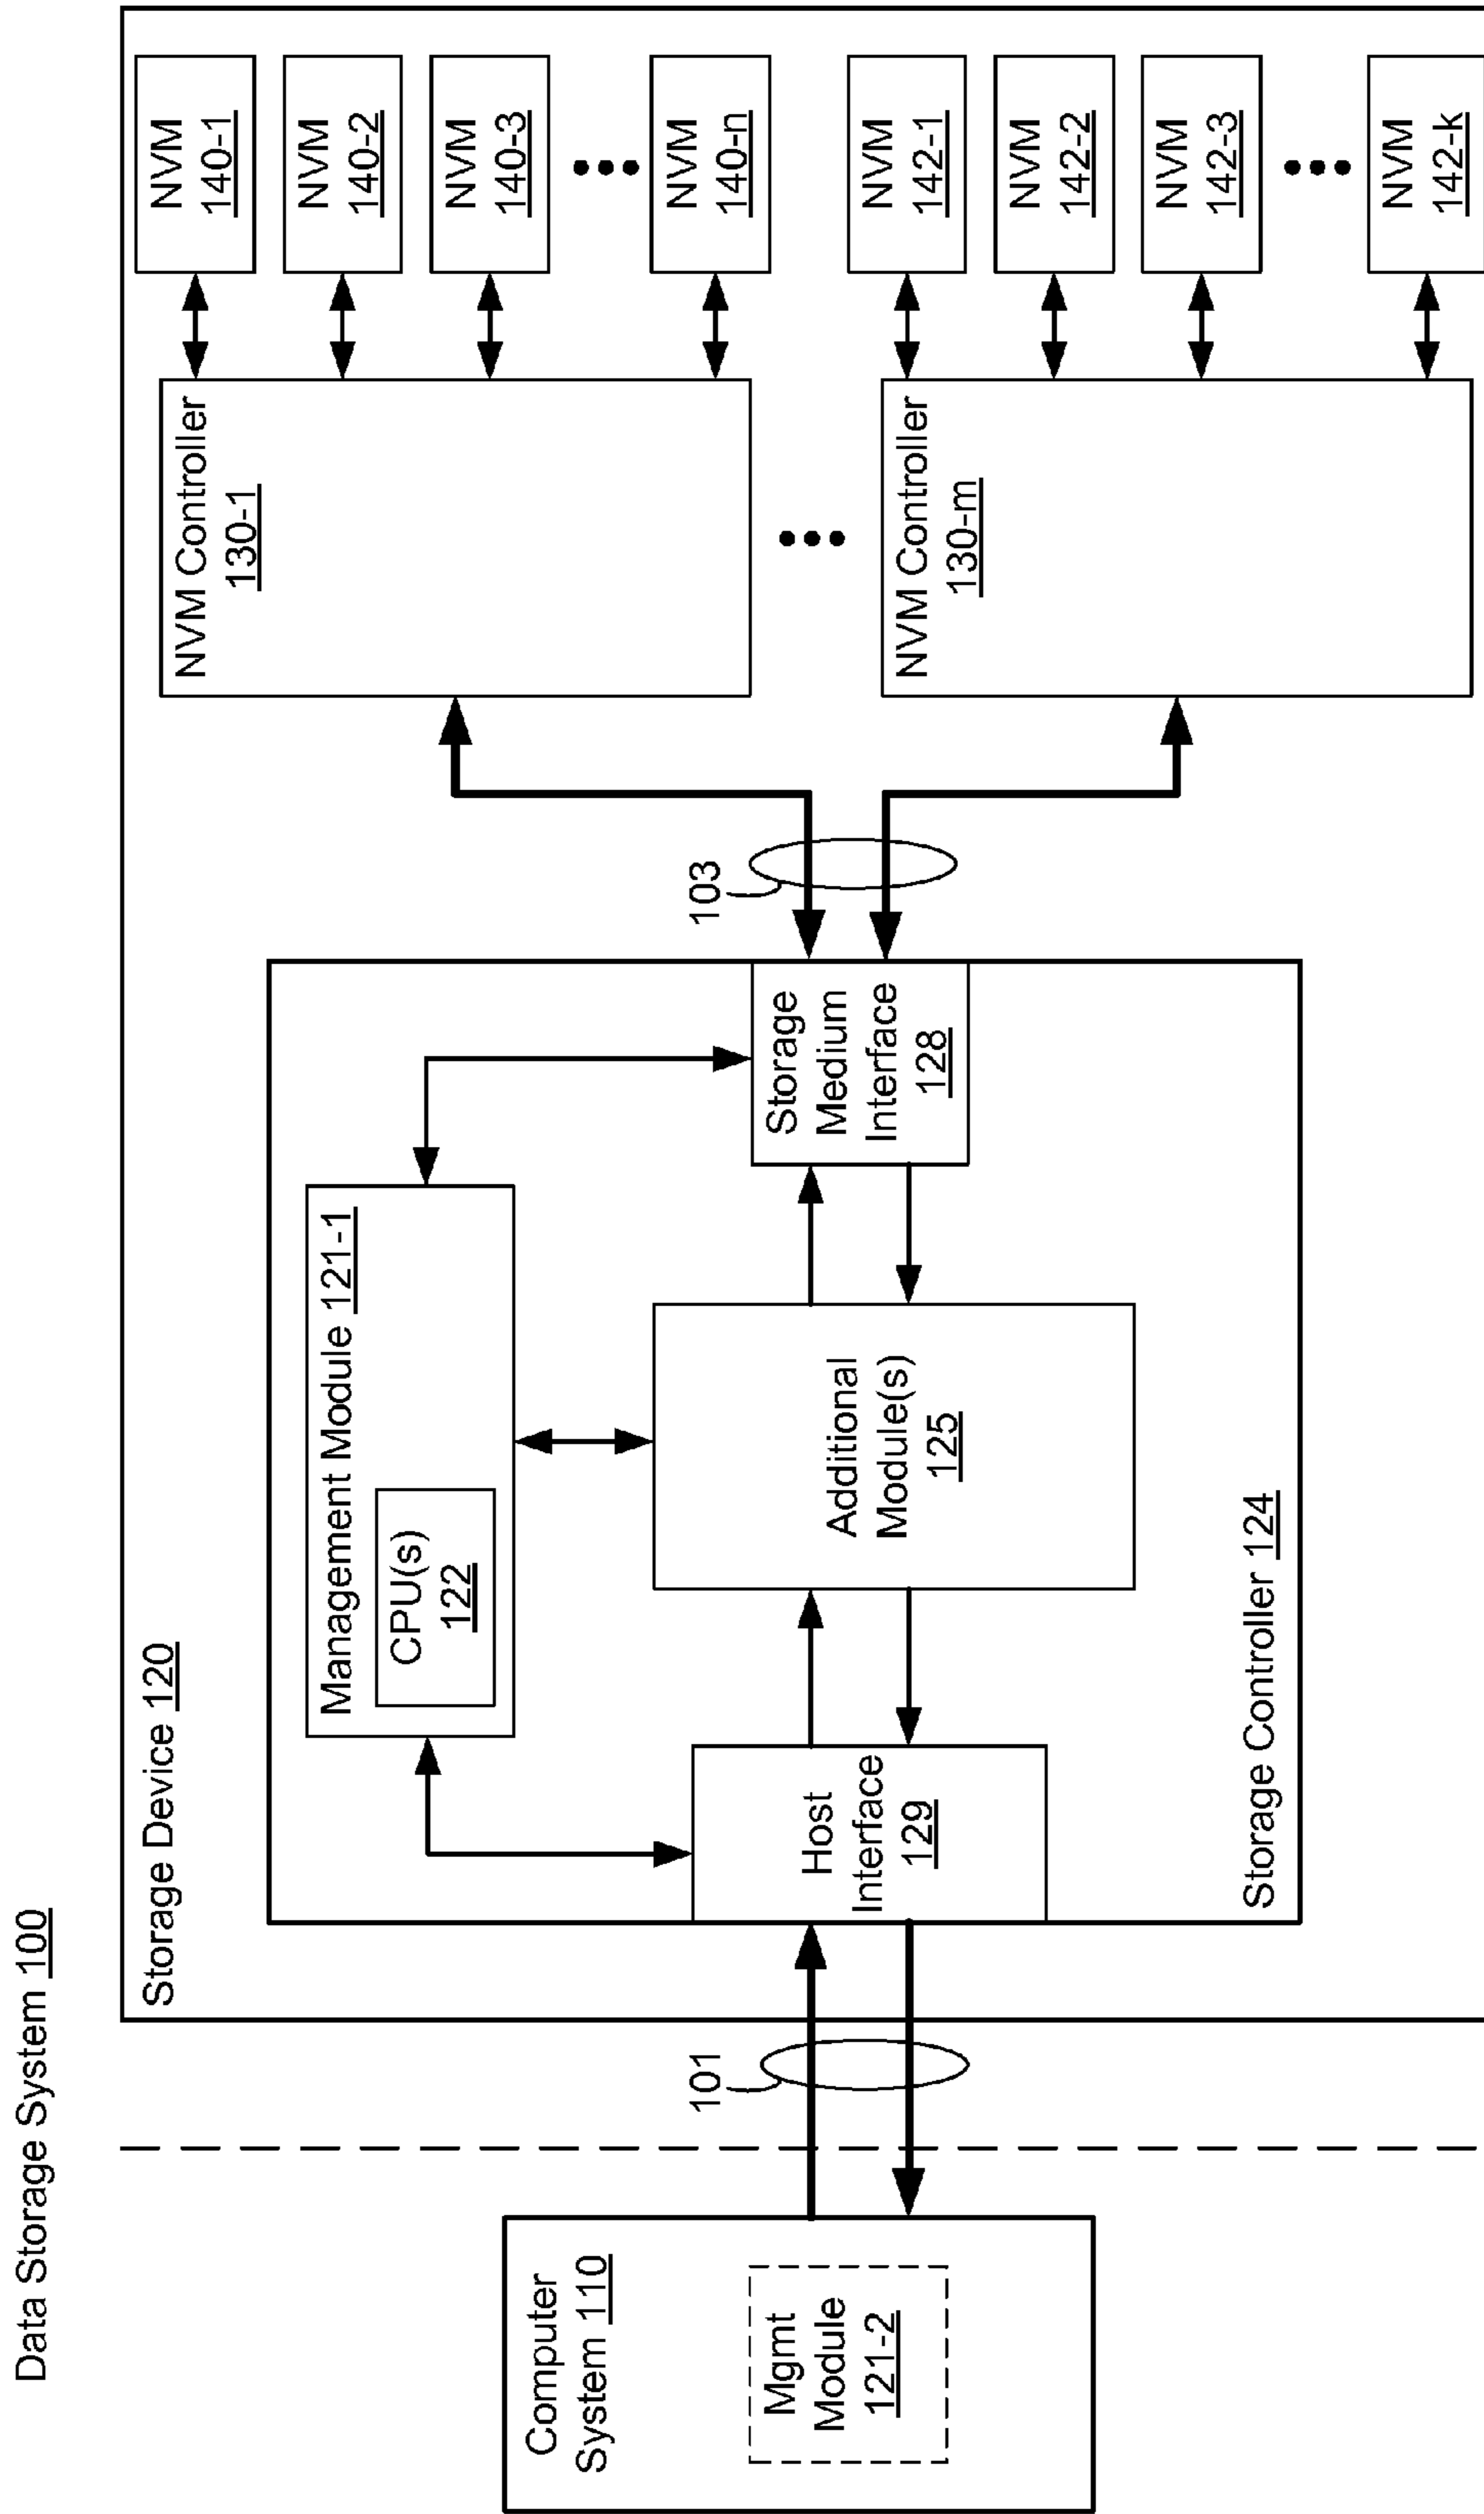 Data Storage System 100
Computer
System 110
Mgmt
Module
121-2
101
Storage Device 120
Storage Controller 124
Management Module 121-1
CPU(s)
122
Host
Interface
129
Additional
Module(s)
125
Storage
Medium
Interface
128
103
NVM Controller
130-1
NVM Controller
130-m
NVM
140-1
NVM
140-2
NVM
140-3
NVM
140-n
NVM
142-1
NVM
142-2
NVM
142-3
NVM
142-k